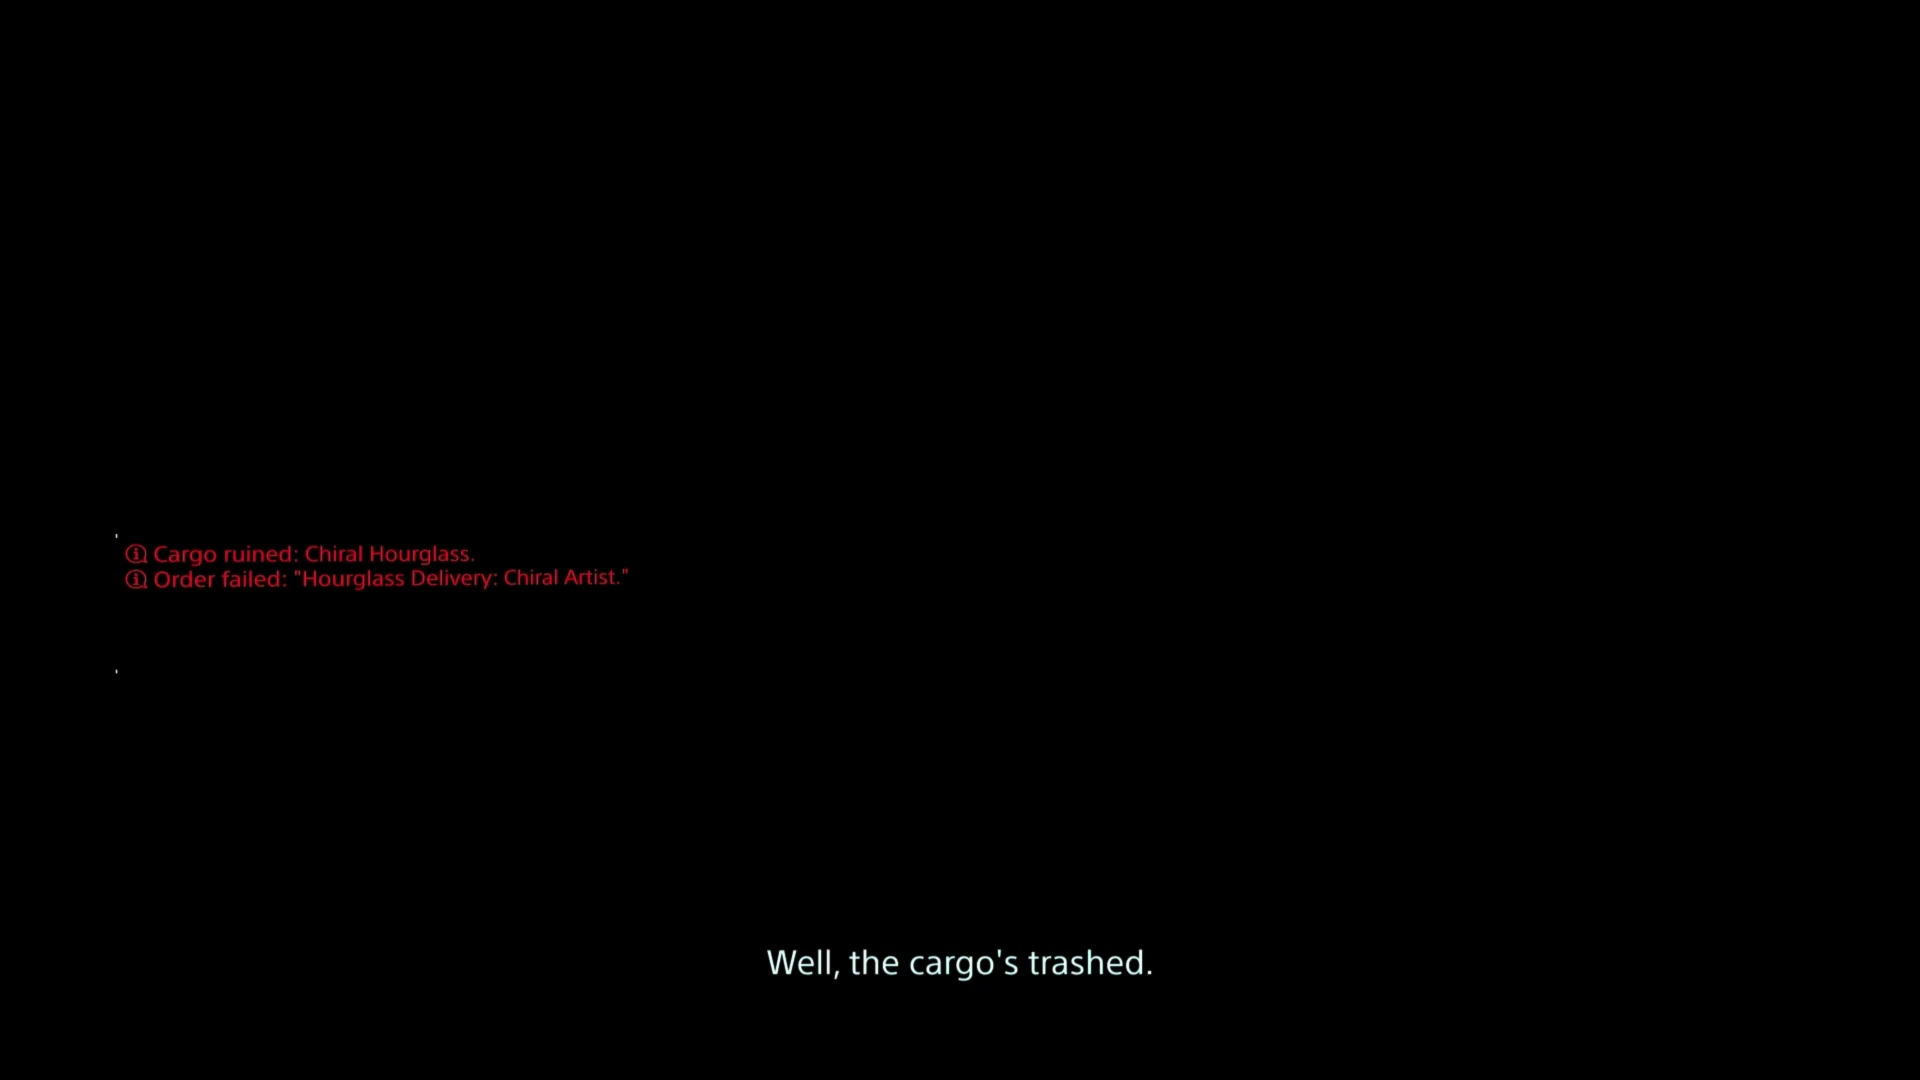 Cargo ruined: Chiral Hourglass.
Order failed: "Hourglass Delivery: Chiral Artist."
Well, the cargo's trashed.